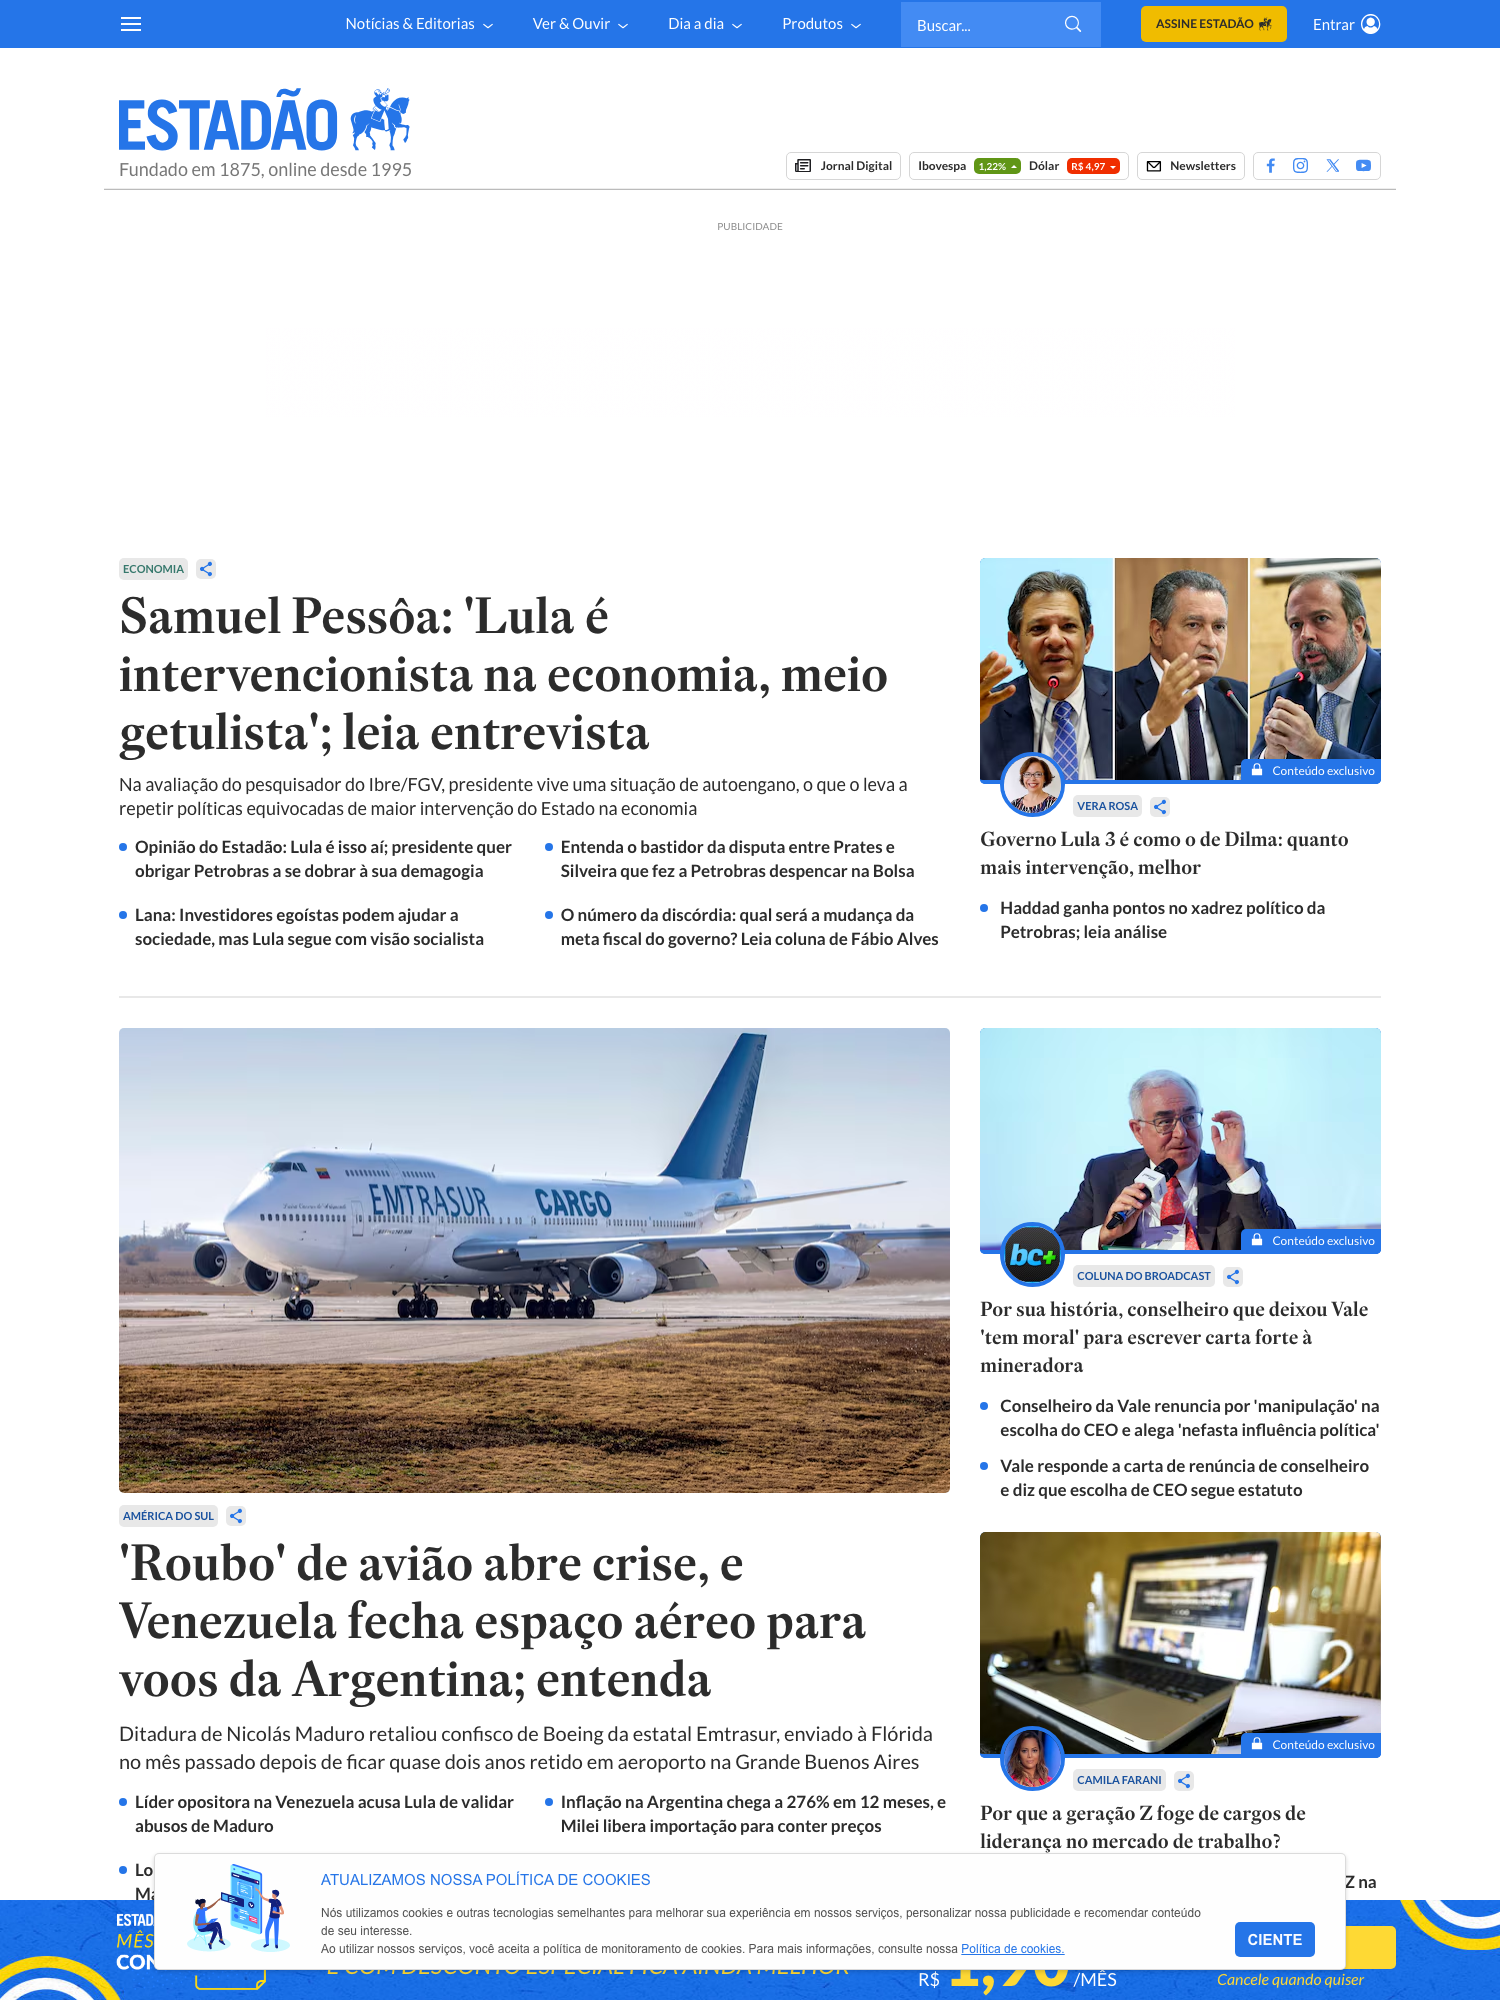 Notícias & Editorias
Ver & Ouvir
Dia a dia
Produtos
Buscar...
ASSINE ESTADÃO
Entrar
ESTADÃO
Fundado em 1875, online desde 1995
Jornal Digital
Ibovespa 1,22% Dólar R$ 4,97
Newsletters
PUBLICIDADE
ECONOMIA
Samuel Pessôa: 'Lula é
intervencionista na economia, meio
getulista'; leia entrevista
Na avaliação do pesquisador do Ibre/FGV, presidente vive uma situação de autoengano, o que o leva a
repetir políticas equivocadas de maior intervenção do Estado na economia
Opinião do Estadão: Lula é isso aí; presidente quer
obrigar Petrobras a se dobrar à sua demagogia
Entenda o bastidor da disputa entre Prates e
Silveira que fez a Petrobras despencar na Bolsa
Lana: Investidores egoístas podem ajudar a
sociedade, mas Lula segue com visão socialista
O número da discórdia: qual será a mudança da
meta fiscal do governo? Leia coluna de Fábio Alves
Conteúdo exclusivo
VERA ROSA
Governo Lula 3 é como o de Dilma: quanto
mais intervenção, melhor
Haddad ganha pontos no xadrez político da
Petrobras; leia análise
EMTRASUR CARGO
AMÉRICA DO SUL
'Roubo' de avião abre crise, e
Venezuela fecha espaço aéreo para
voos da Argentina; entenda
Ditadura de Nicolás Maduro retaliou confisco de Boeing da estatal Emtrasur, enviado à Flórida
no mês passado depois de ficar quase dois anos retido em aeroporto na Grande Buenos Aires
Líder opositora na Venezuela acusa Lula de validar
abusos de Maduro
Inflação na Argentina chega a 276% em 12 meses, e
Milei libera importação para conter preços
Conteúdo exclusivo
bc+
COLUNA DO BROADCAST
Por sua história, conselheiro que deixou Vale
'tem moral' para escrever carta forte à
mineradora
Conselheiro da Vale renuncia por 'manipulação' na
escolha do CEO e alega 'nefasta influência política'
Vale responde a carta de renúncia de conselheiro
e diz que escolha de CEO segue estatuto
Conteúdo exclusivo
CAMILA FARANI
Por que a geração Z foge de cargos de
liderança no mercado de trabalho?
Z na
ATUALIZAMOS NOSSA POLÍTICA DE COOKIES
Nós utilizamos cookies e outras tecnologias semelhantes para melhorar sua experiência em nossos serviços, personalizar nossa publicidade e recomendar conteúdo
de seu interesse.
Ao utilizar nossos serviços, você aceita a política de monitoramento de cookies. Para mais informações, consulte nossa Política de cookies.
CIENTE
MÊS
R$ 1,90 /MÊS
Cancele quando quiser